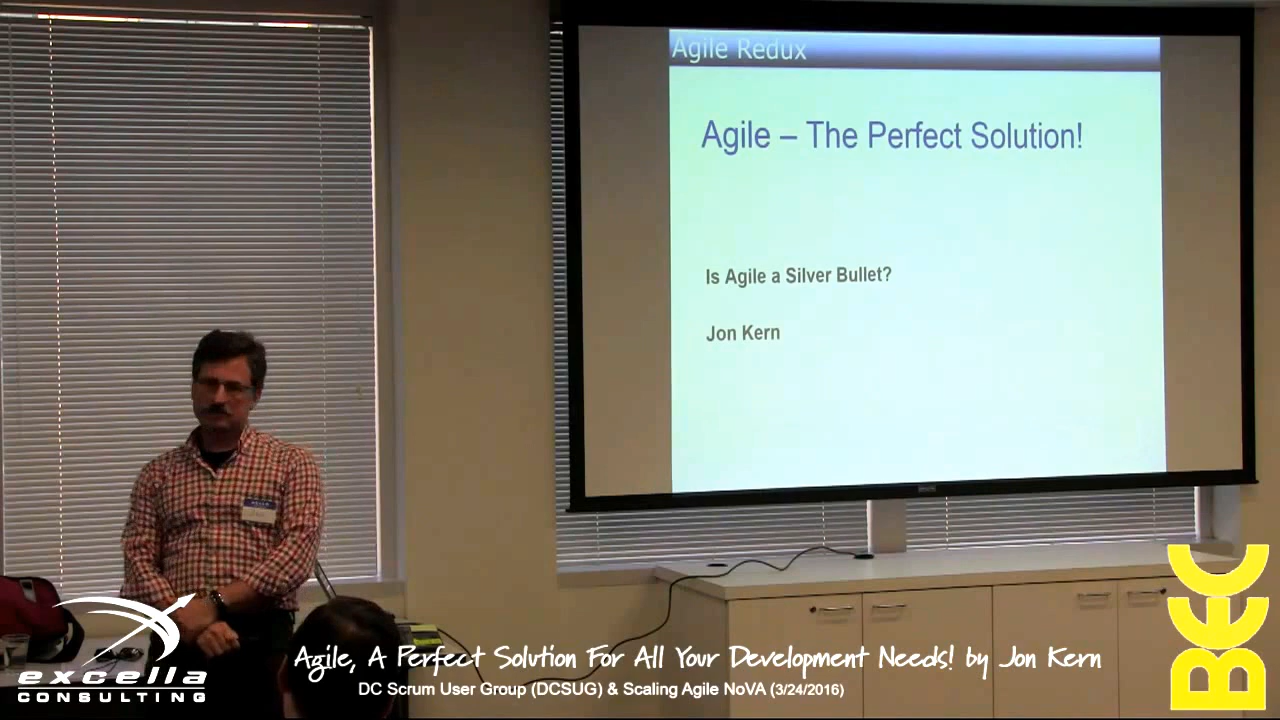 Agile Redux
Agile – The Perfect Solution!
Is Agile a Silver Bullet?
Jon Kern
HELLO
excella
CONSULTING
Agile, A Perfect Solution For All Your Development Needs! by Jon Kern
DC Scrum User Group (DCSUG) & Scaling Agile NoVA (3/24/2016)
BEC